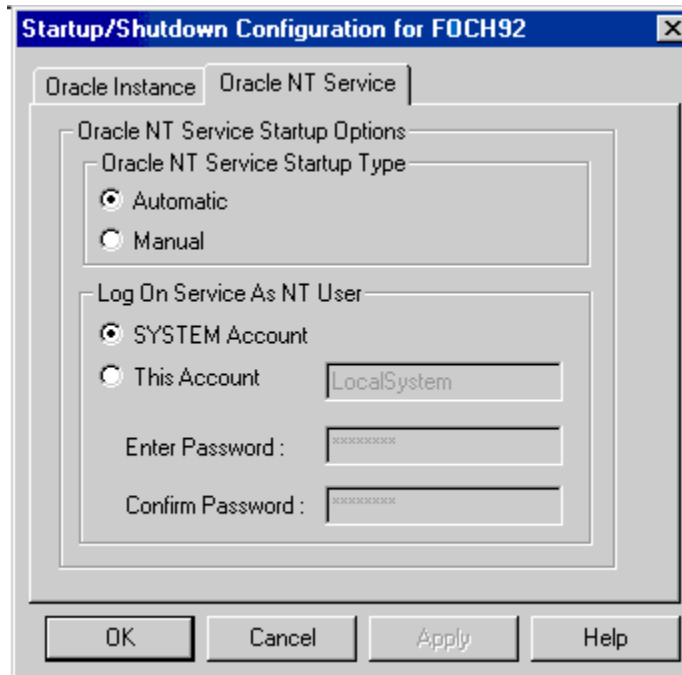 Startup/Shutdown Configuration for FOCH92
Oracle Instance Oracle NT Service
Oracle NT Service Startup Options
Oracle NT Service Startup Type
Automatic
Manual
Log On Service As NT User
SYSTEM Account
This Account LocalSystem
Enter Password : ********
Confirm Password : ********
OK Cancel Apply Help